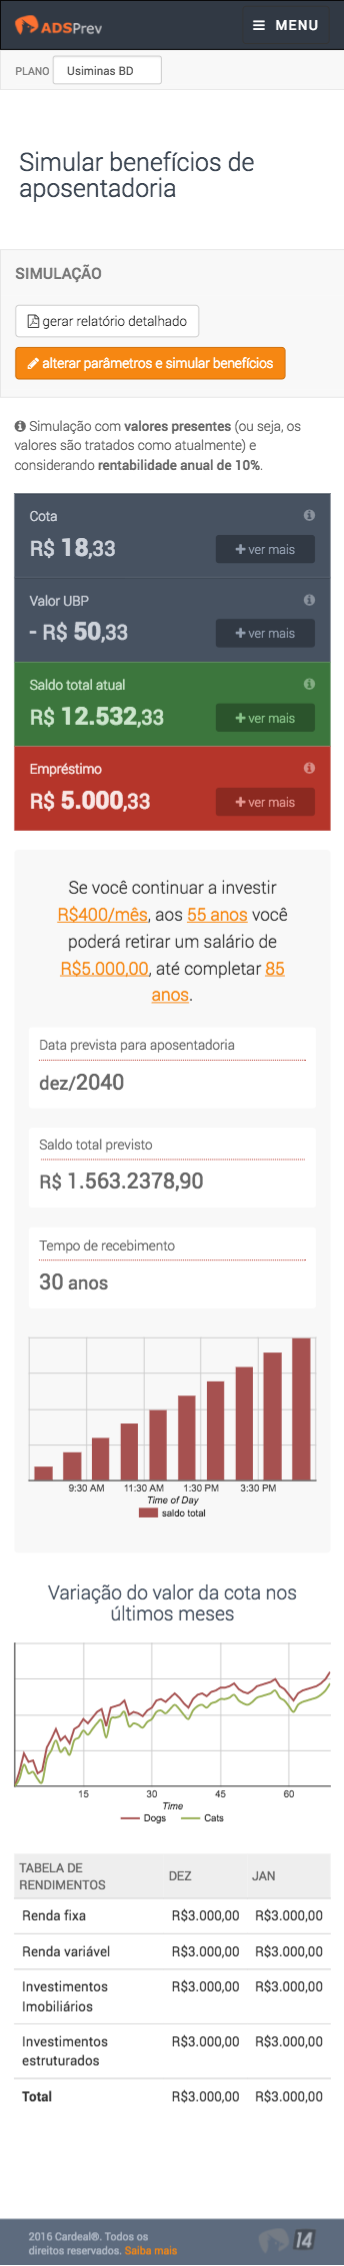 ADSPrev
MENU
PLANO Usiminas BD
Simular benefícios de
aposentadoria
SIMULAÇÃO
gerar relatório detalhado
alterar parâmetros e simular benefícios
Simulação com valores presentes (ou seja, os
valores são tratados como atualmente) e
considerando rentabilidade anual de 10%.
Cota
R$ 18,33
+ ver mais
Valor UBP
- R$ 50,33
+ ver mais
Saldo total atual
R$ 12.532,33
+ ver mais
Empréstimo
R$ 5.000,33
+ ver mais
Se você continuar a investir
R$400/mês, aos 55 anos você
poderá retirar um salário de
R$5.000,00, até completar 85
anos.
Data prevista para aposentadoria
dez/2040
Saldo total previsto
R$ 1.563.2378,90
Tempo de recebimento
30 anos
9:30 AM 11:30 AM 1:30 PM 3:30 PM
Time of Day
saldo total
Variação do valor da cota nos
últimos meses
15 30 45 60
Time
Dogs Cats
TABELA DE
RENDIMENTOS DEZ JAN
Renda fixa R$3.000,00 R$3.000,00
Renda variável R$3.000,00 R$3.000,00
Investimentos R$3.000,00 R$3.000,00
Imobiliários
Investimentos R$3.000,00 R$3.000,00
estruturados
Total R$3.000,00 R$3.000,00
2016 Cardeal®. Todos os
direitos reservados. Saiba mais
14